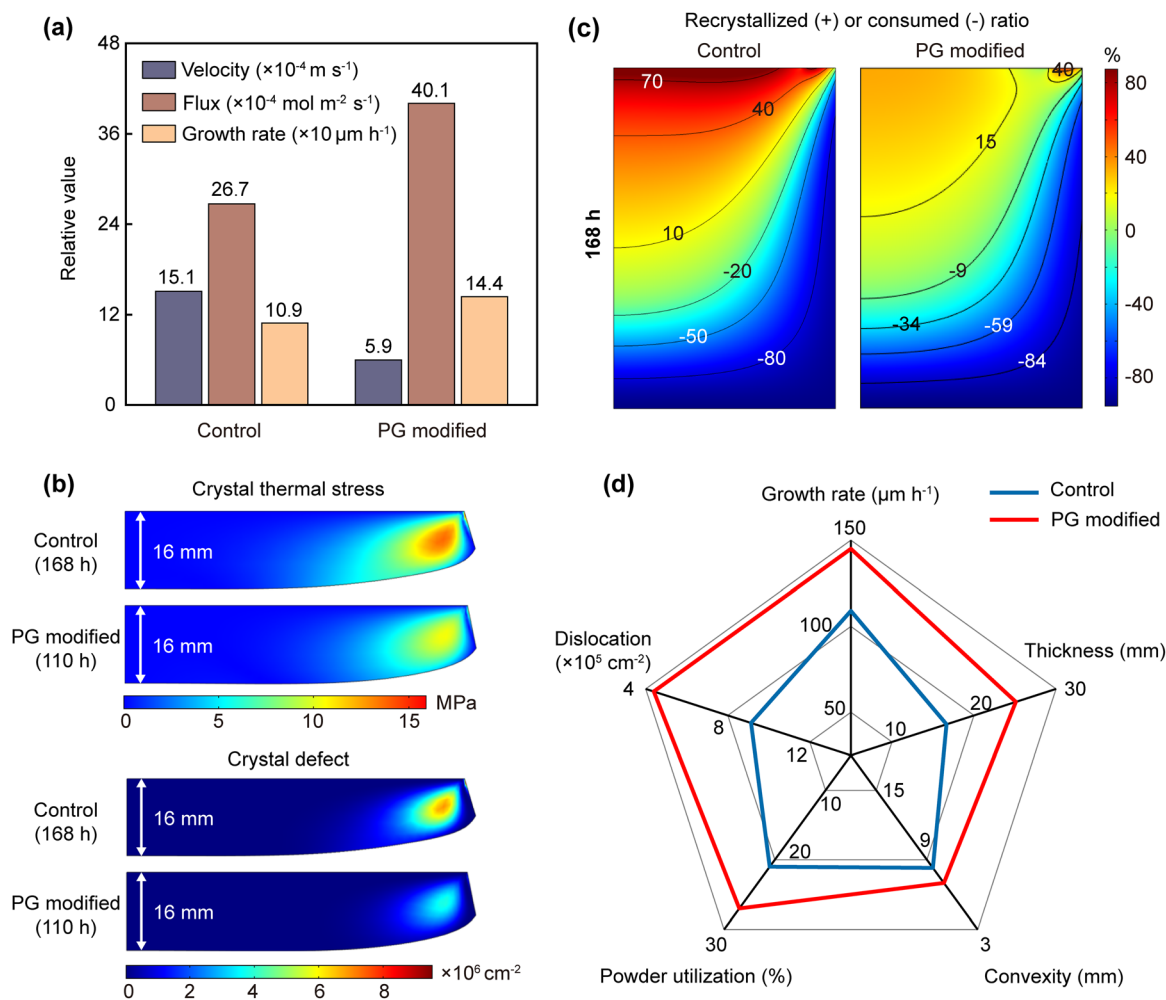 (a)
48
36
24
12
0
Relative value
Velocity (×10⁻⁴ m s⁻¹)
Flux (×10⁻⁴ mol m⁻² s⁻¹)
Growth rate (×10 µm h⁻¹)
15.1
26.7
10.9
5.9
40.1
14.4
Control
PG modified
(c)
Recrystallized (+) or consumed (-) ratio
Control
PG modified
168 h
70
40
10
-20
-50
-80
40
15
-9
-34
-59
-84
%
80
40
0
-40
-80
(b)
Crystal thermal stress
Control
(168 h)
16 mm
PG modified
(110 h)
16 mm
0
5
10
15
MPa
Crystal defect
Control
(168 h)
16 mm
PG modified
(110 h)
16 mm
0
2
4
6
8
×10⁶ cm⁻²
(d)
Growth rate (µm h⁻¹)
Control
PG modified
150
100
50
Thickness (mm)
30
20
10
Dislocation
(×10⁵ cm⁻²)
4
8
12
10
20
30
15
9
3
Powder utilization (%)
Convexity (mm)